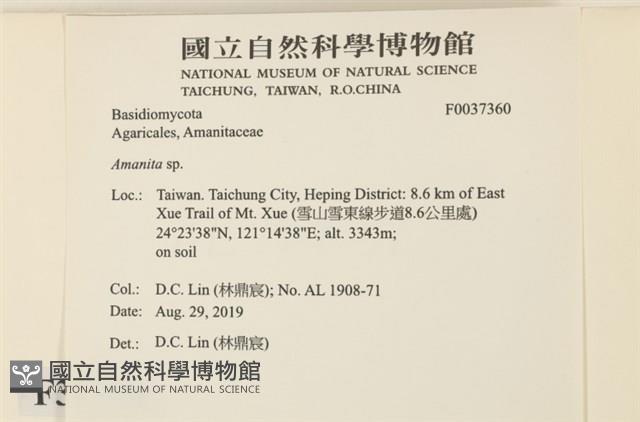 國立自然科學博物館
NATIONAL MUSEUM OF NATURAL SCIENCE
TAICHUNG, TAIWAN, R.O.CHINA
Basidiomycota F0037360
Agaricales, Amanitaceae
Amanita sp.
Loc.: Taiwan. Taichung City, Heping District: 8.6 km of East
Xue Trail of Mt. Xue (雪山雪東線步道8.6公里處)
24°23'38"N, 121°14'38"E; alt. 3343m;
on soil
Col.: D.C. Lin (林鼎宸); No. AL 1908-71
Date: Aug. 29, 2019
Det.: D.C. Lin (林鼎宸)
國立自然科學博物館
NATIONAL MUSEUM OF NATURAL SCIENCE